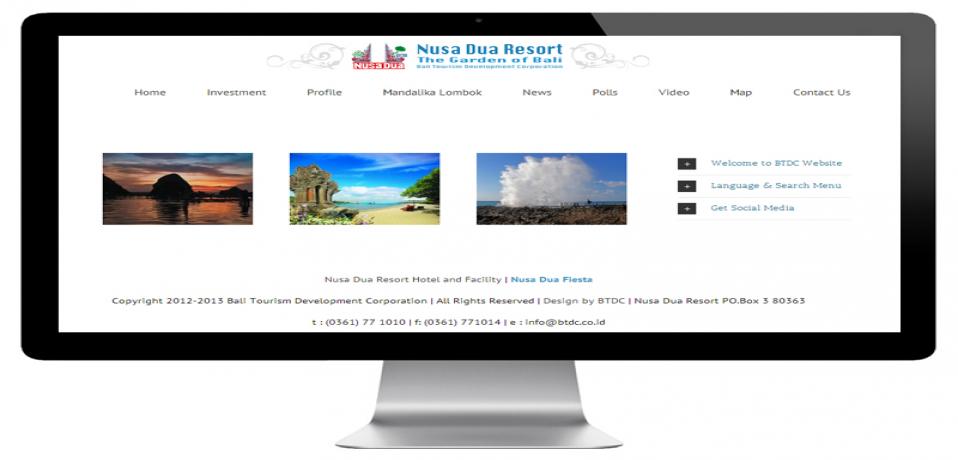 NUSADUA
Nusa Dua Resort
The Garden of Bali
Bali Tourism Development Corporation
Home Investment Profile Mandalika Lombok News Polls Video Map Contact Us
+ Welcome to BTDC Website
+ Language & Search Menu
+ Get Social Media
Nusa Dua Resort Hotel and Facility | Nusa Dua Fiesta
Copyright 2012-2013 Bali Tourism Development Corporation | All Rights Reserved | Design by BTDC | Nusa Dua Resort PO.Box 3 80363
t : (0361) 77 1010 | f: (0361) 771014 | e : info@btdc.co.id